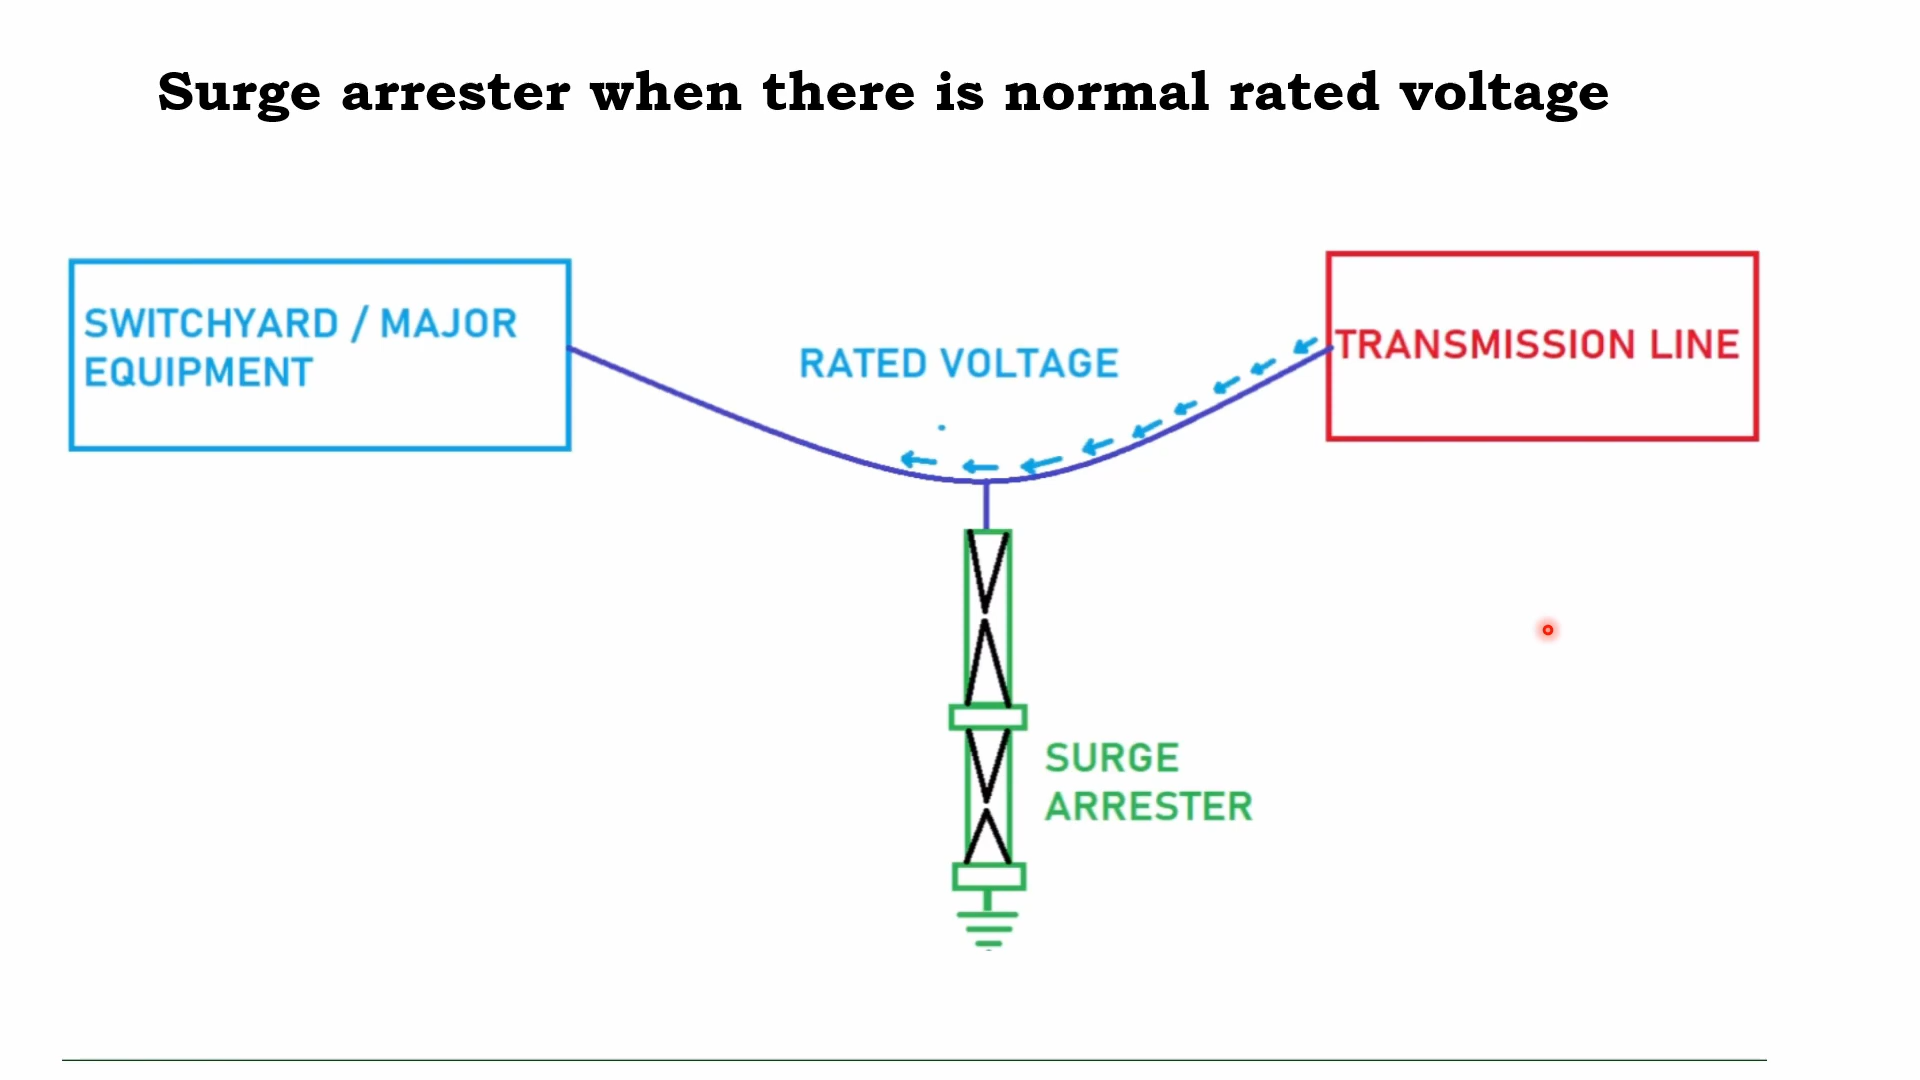 Surge arrester when there is normal rated voltage
SWITCHYARD / MAJOR
EQUIPMENT
RATED VOLTAGE
TRANSMISSION LINE
SURGE
ARRESTER